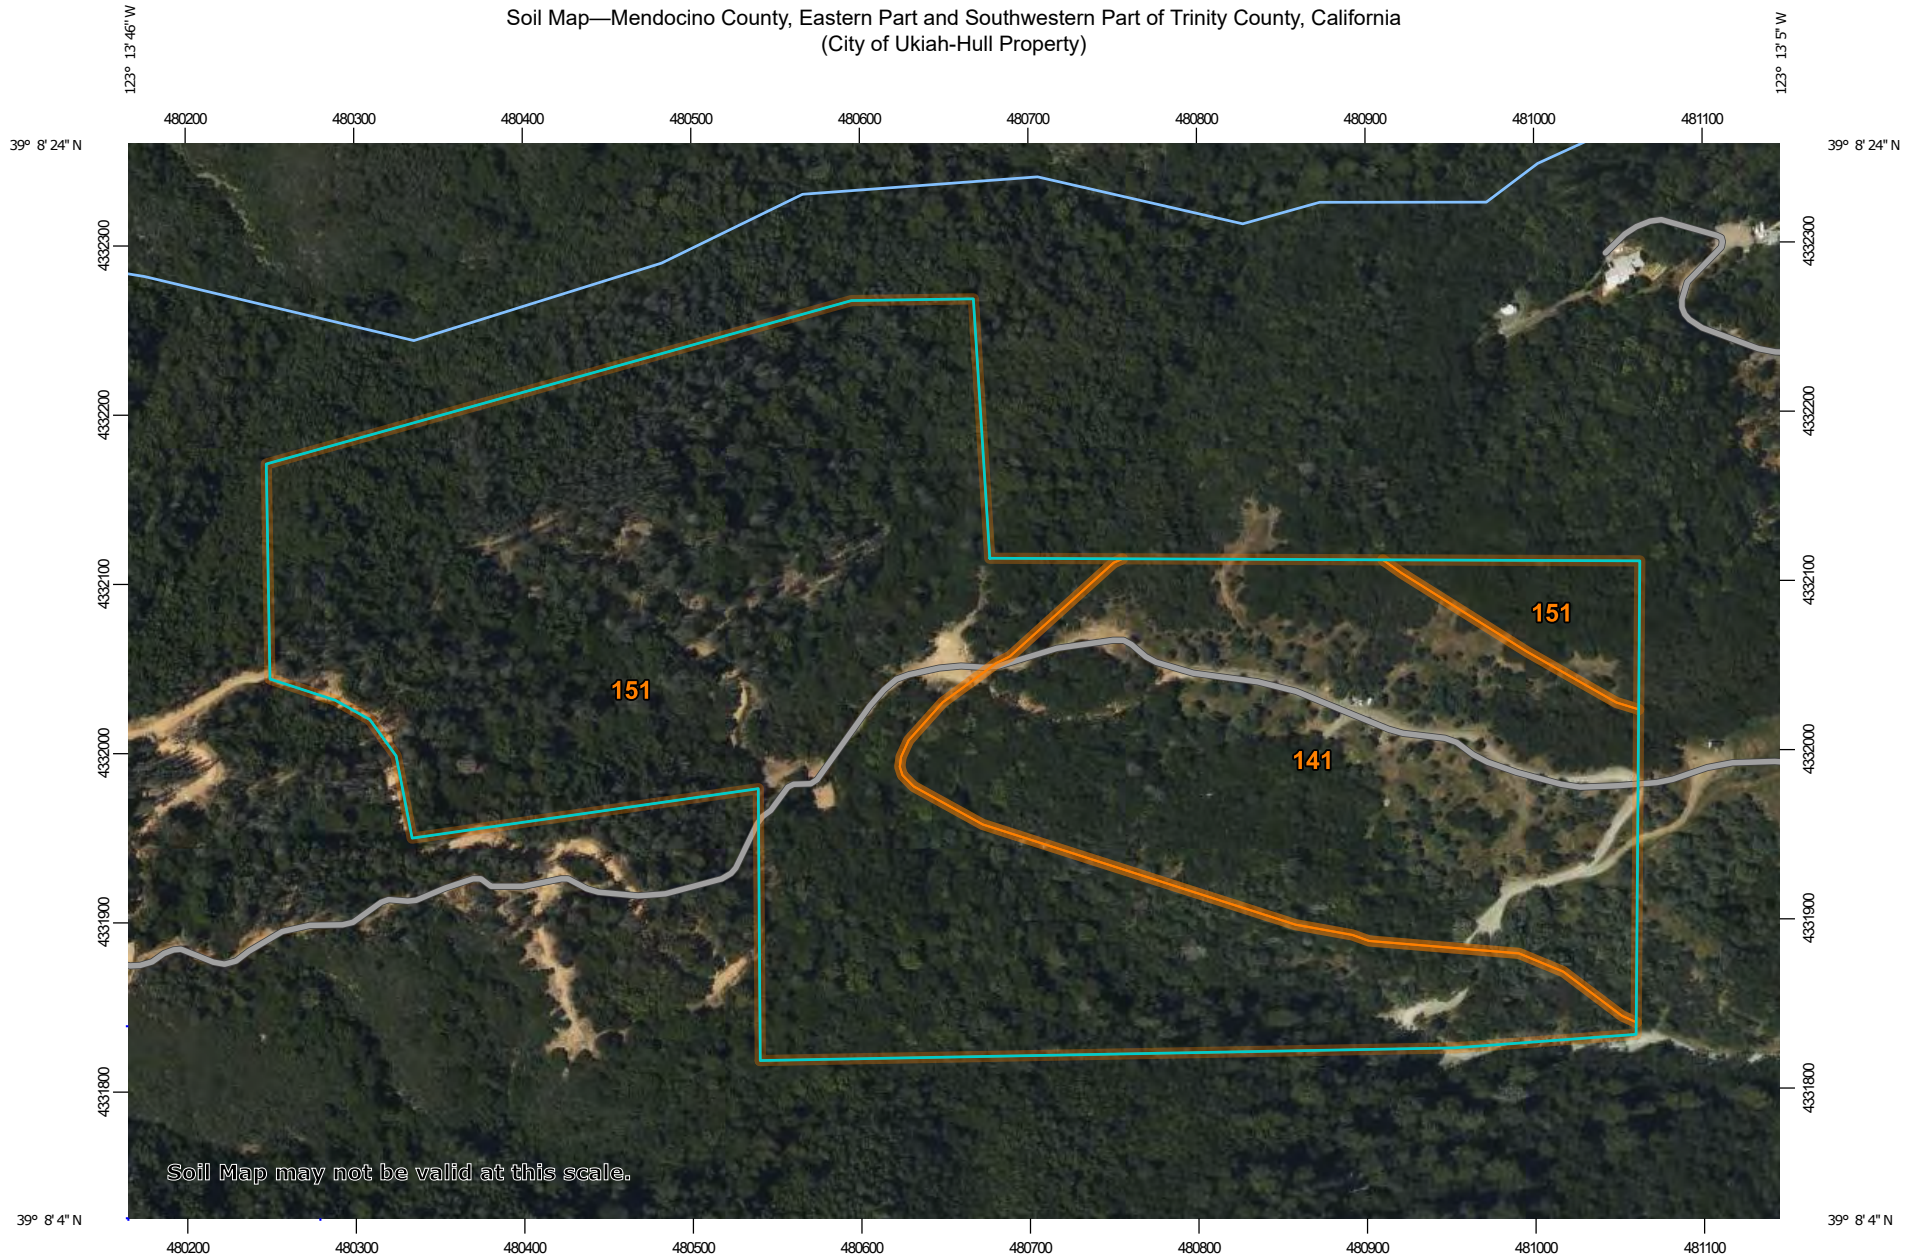 Soil Map—Mendocino County, Eastern Part and Southwestern Part of Trinity County, California
(City of Ukiah-Hull Property)
123° 13' 46" W
123° 13' 5" W
480200 480300 480400 480500 480600 480700 480800 480900 481000 481100
39° 8' 24" N
39° 8' 24" N
4332300
4332300
4332200
4332200
4332100
4332100
151
151
141
4332000
4332000
4331900
4331900
4331800
4331800
Soil Map may not be valid at this scale.
39° 8' 4" N
39° 8' 4" N
480200 480300 480400 480500 480600 480700 480800 480900 481000 481100